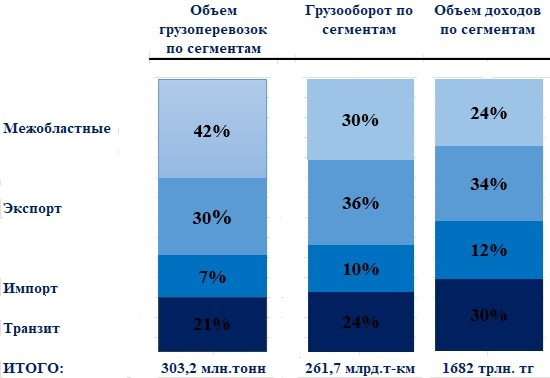 Объем грузоперевозок по сегментам
Грузооборот по сегментам
Объем доходов по сегментам
Межобластные 42% 30% 24%
Экспорт 30% 36% 34%
Импорт 7% 10% 12%
Транзит 21% 24% 30%
ИТОГО: 303,2 млн.тонн 261,7 млрд.т-км 1682 трлн. тг